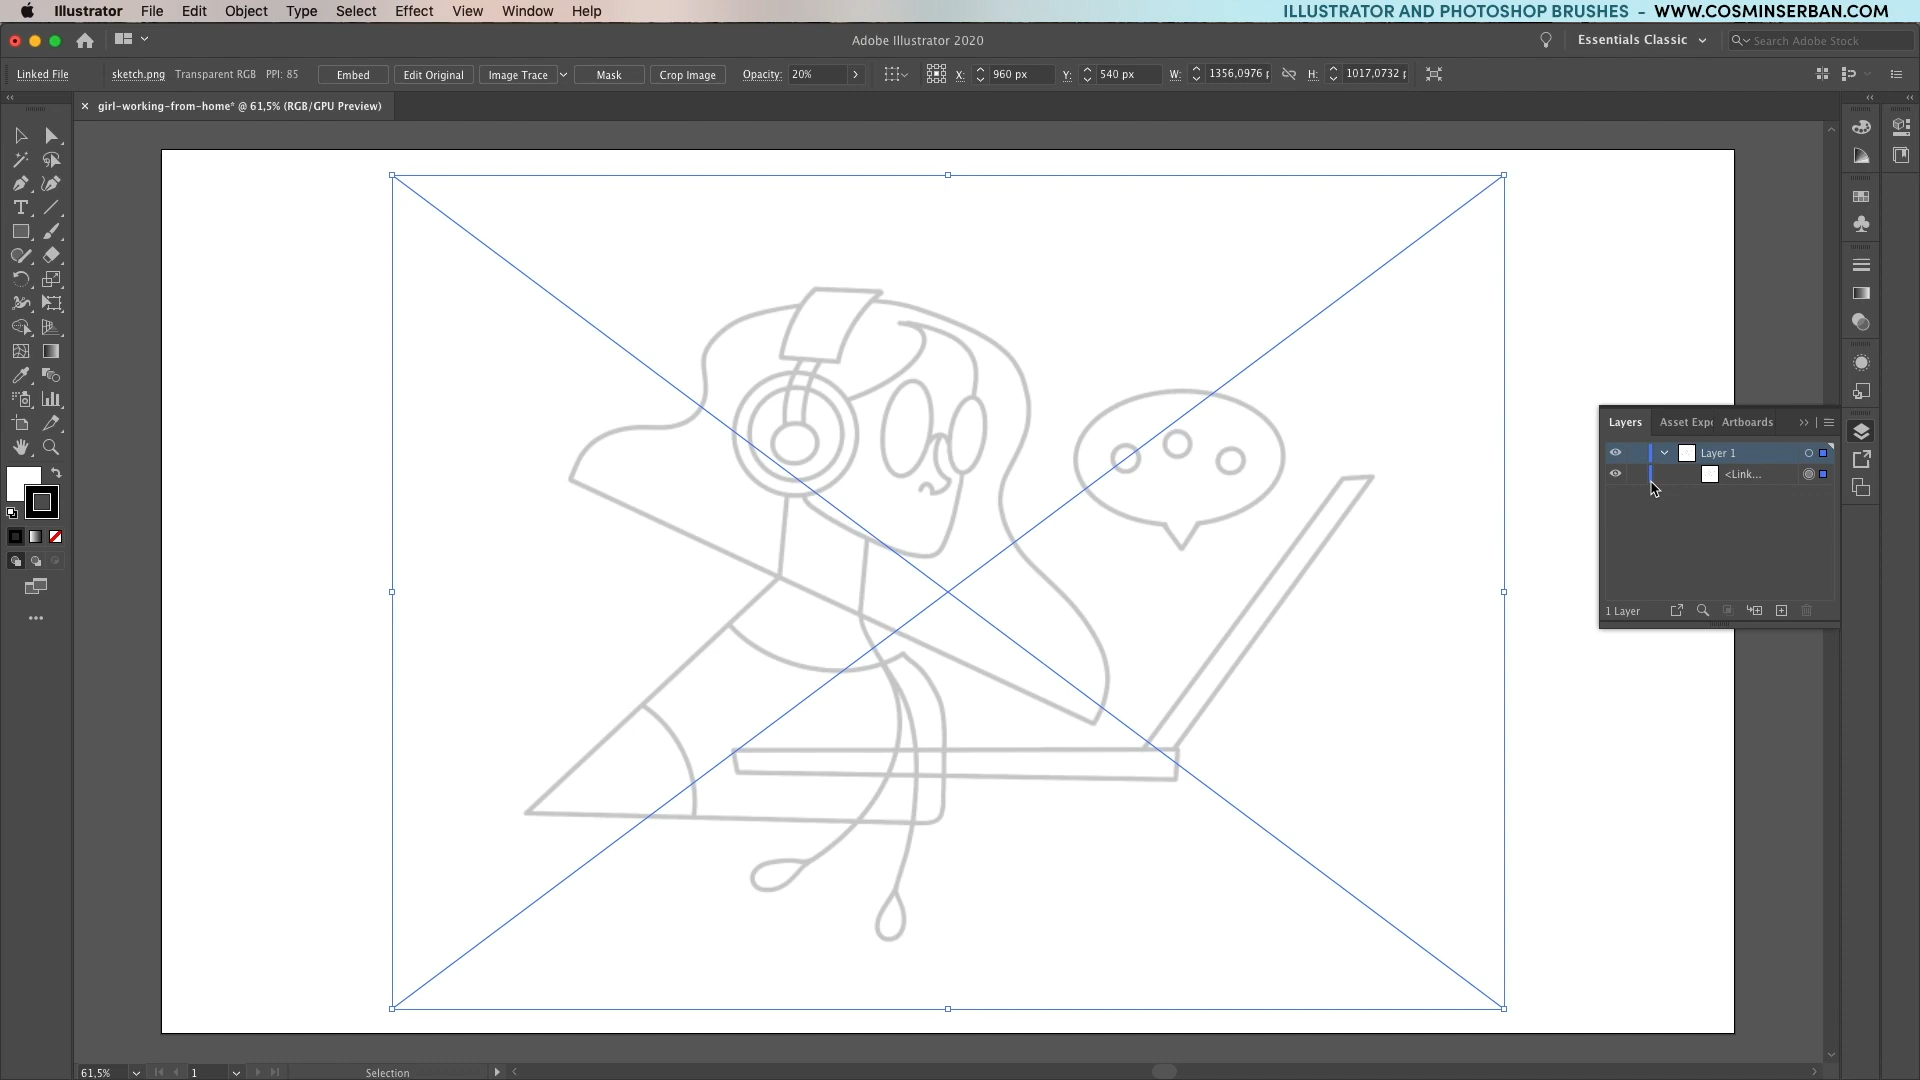 Illustrator File Edit Object Type Select Effect View Window Help
ILLUSTRATOR AND PHOTOSHOP BRUSHES - WWW.COSMINSERBAN.COM
Adobe Illustrator 2020
Essentials Classic
Search Adobe Stock
Linked File sketch.png Transparent RGB PPI: 85 Embed Edit Original Image Trace Mask Crop Image Opacity: 20% X: 960 px Y: 540 px W: 1356,0976 p H: 1017,0732 p
× girl-working-from-home* @ 61,5% (RGB/GPU Preview)
Layers Asset Expo Artboards
Layer 1
<Link...
1 Layer
61,5% 1 Selection